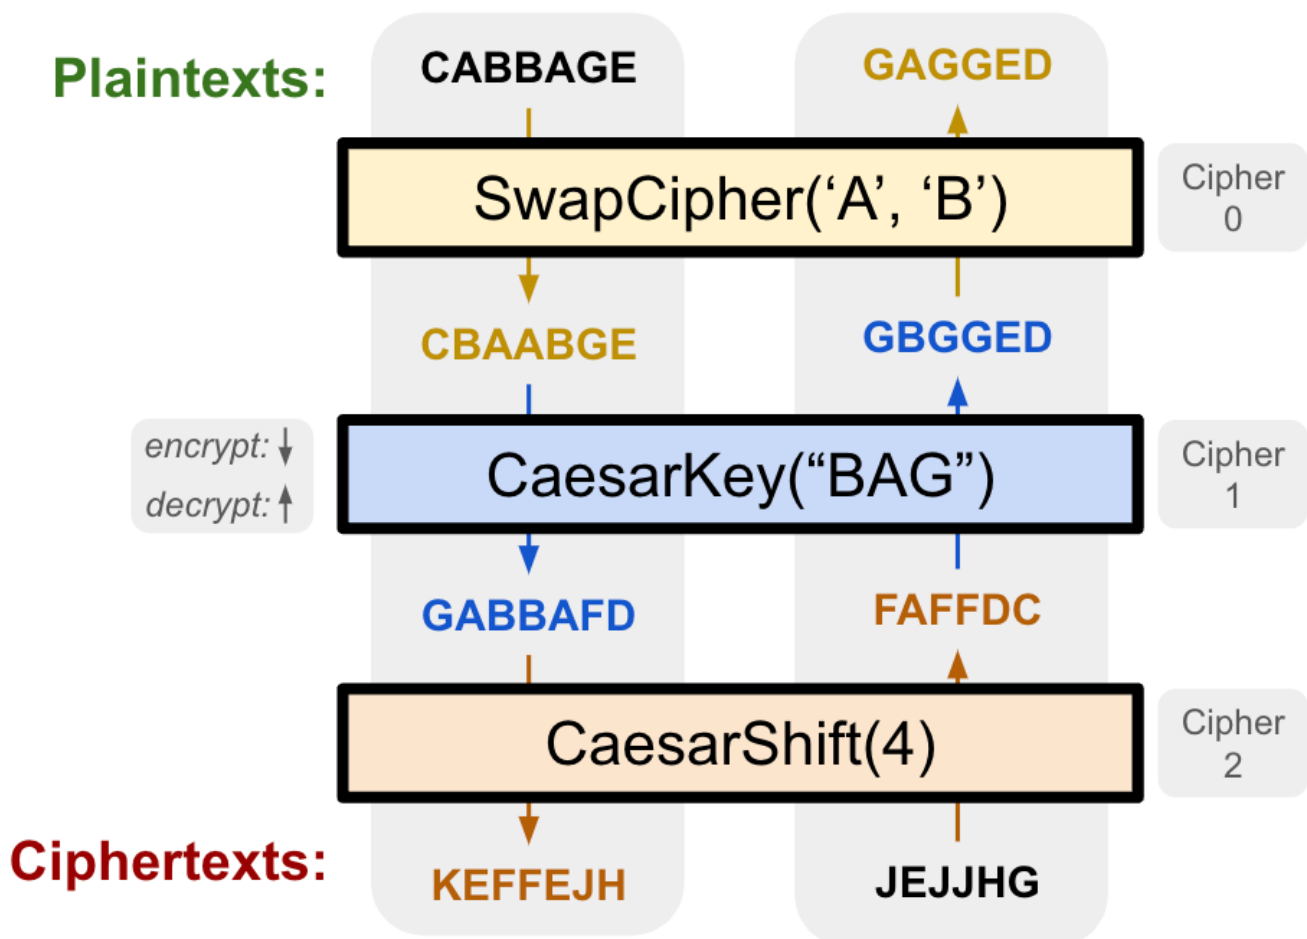 Plaintexts:
CABBAGE
GAGGED
SwapCipher(‘A’, ‘B’)
Cipher
0
CBAABGE
GBGGED
encrypt:
decrypt:
CaesarKey(“BAG”)
Cipher
1
GABBAFD
FAFFDC
CaesarShift(4)
Cipher
2
Ciphertexts:
KEFFEJH
JEJJHG